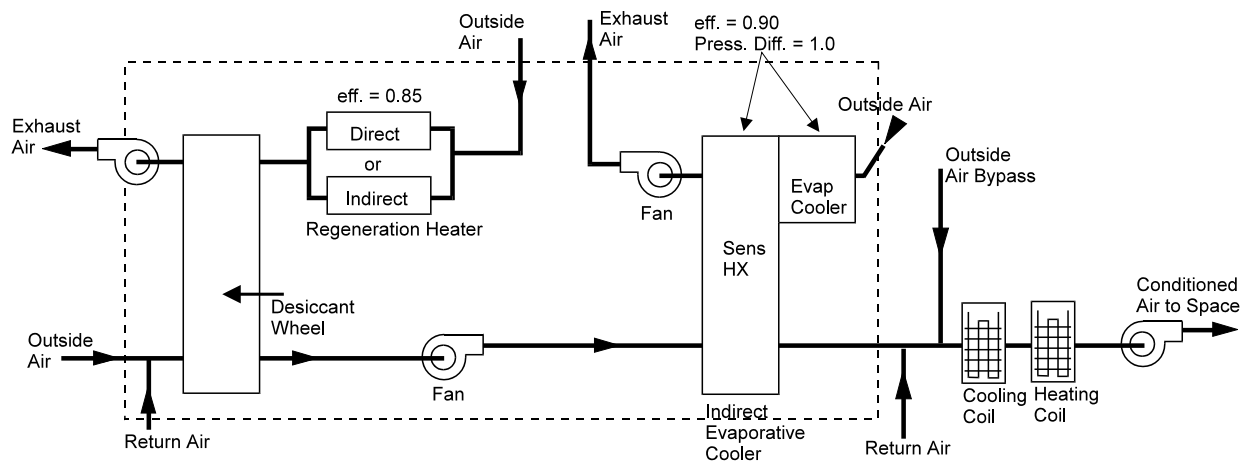 Outside
Air
Exhaust
Air
eff. = 0.90
Press. Diff. = 1.0
eff. = 0.85
Outside Air
Exhaust
Air
Direct
or
Indirect
Regeneration Heater
Evap
Cooler
Fan
Outside
Air Bypass
Sens
HX
Desiccant
Wheel
Conditioned
Air to Space
Outside
Air
Fan
Return Air
Indirect
Evaporative
Cooler
Return Air
Cooling
Coil
Heating
Coil